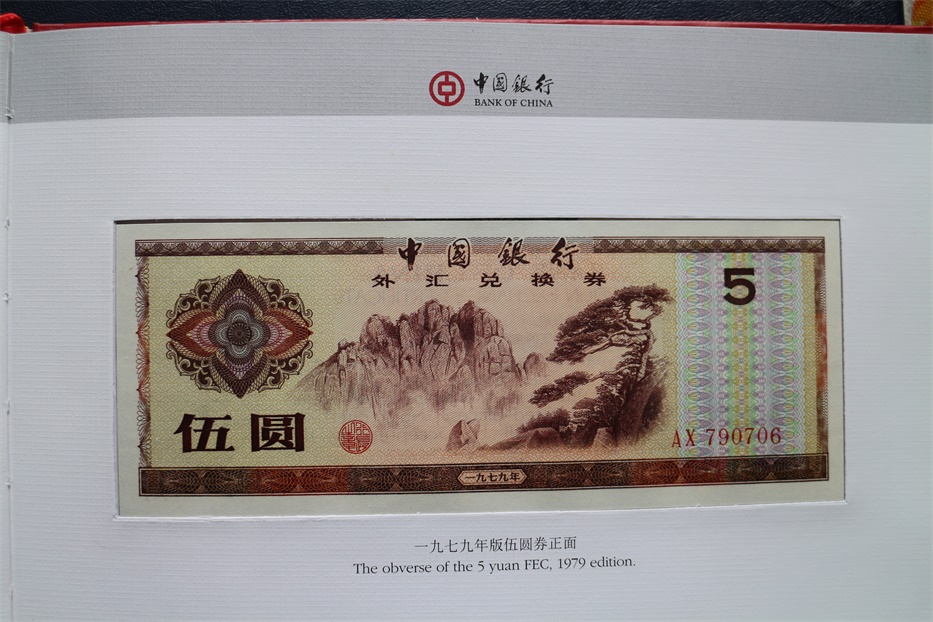 中国銀行
BANK OF CHINA
中国銀行
外汇兑换券
5
伍圆
AX 790706
一九七九年
一九七九年版伍圆券正面
The obverse of the 5 yuan FEC, 1979 edition.